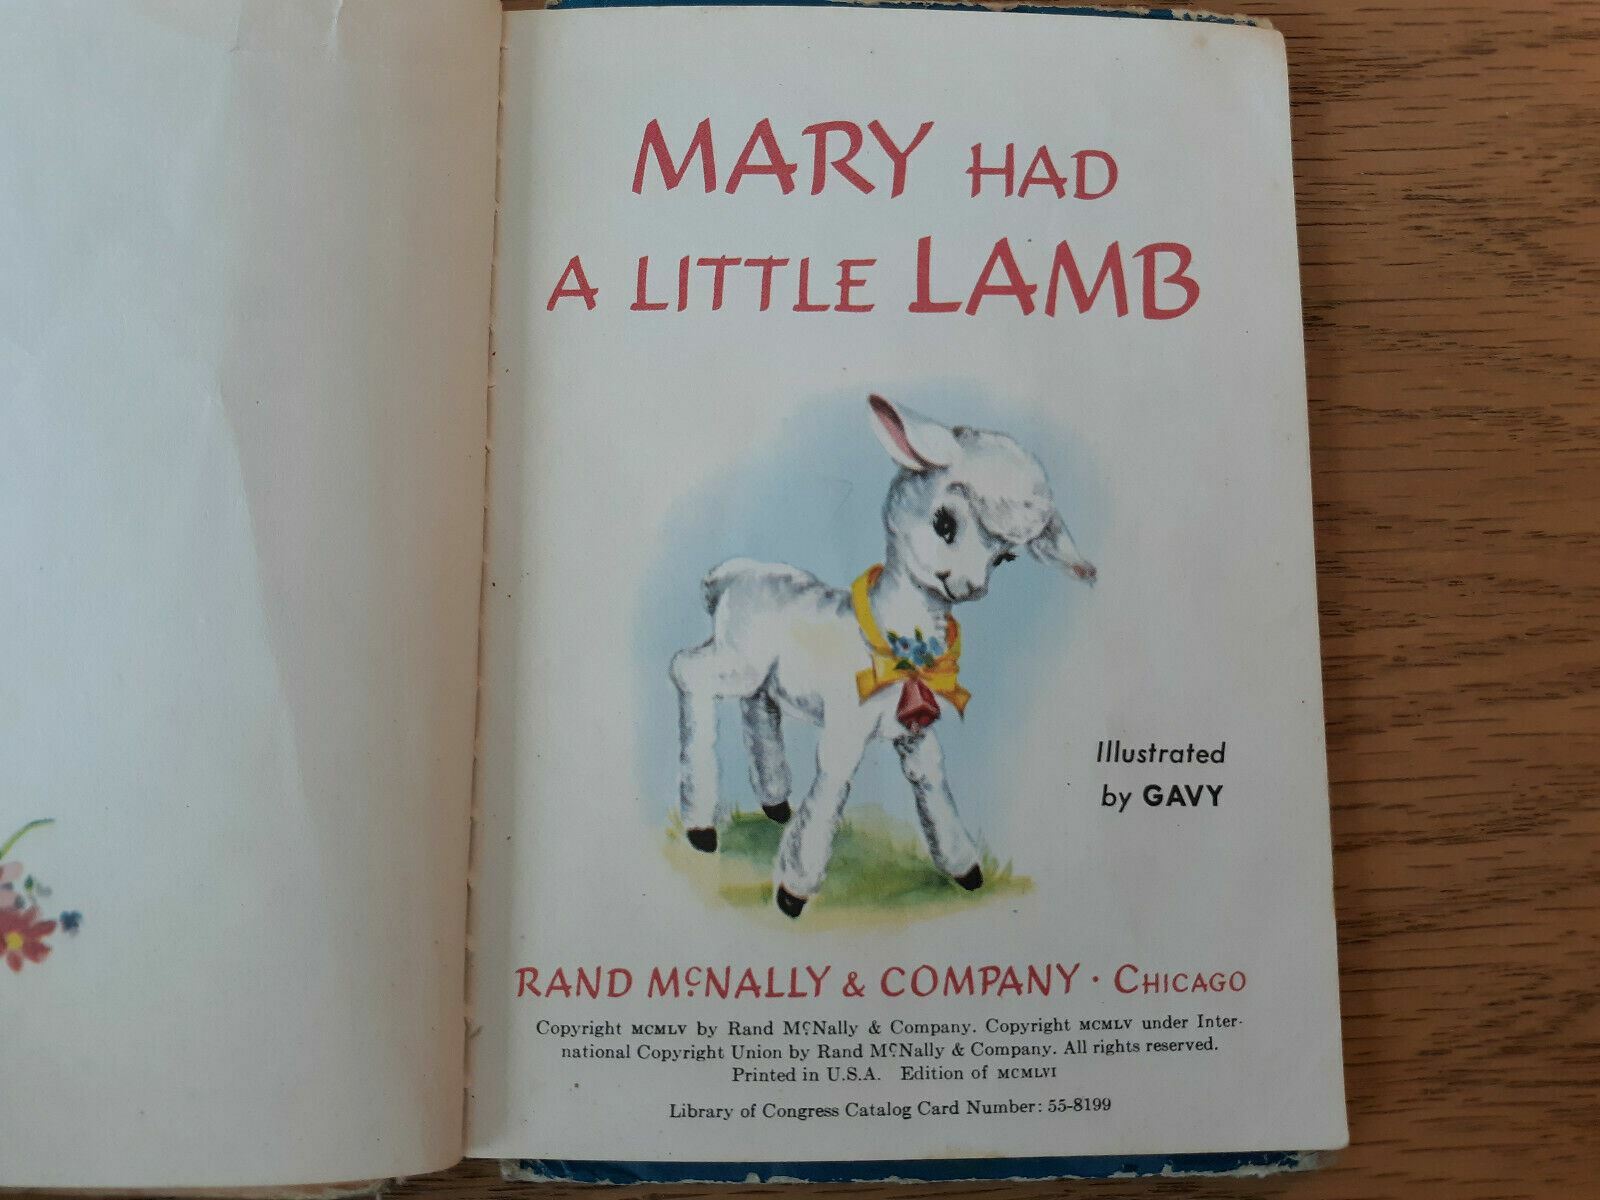 MARY HAD
A LITTLE LAMB
Illustrated
by GAVY
RAND McNALLY & COMPANY · CHICAGO
Copyright MCMLV by Rand McNally & Company. Copyright MCMLV under Inter-
national Copyright Union by Rand McNally & Company. All rights reserved.
Printed in U.S.A. Edition of MCMLVI
Library of Congress Catalog Card Number: 55-8199